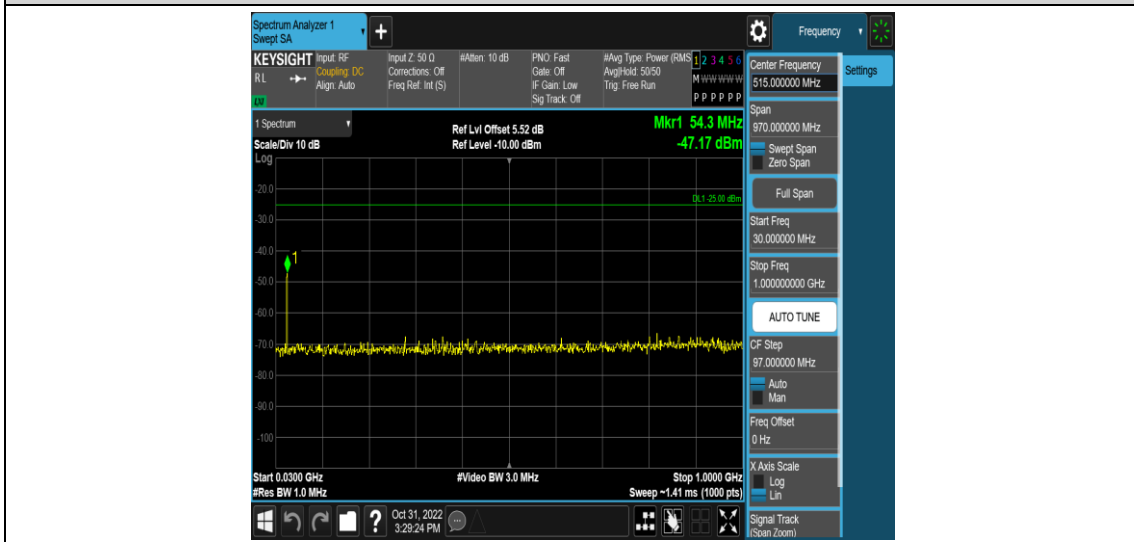 Spectrum Analyzer 1
Swept SA
+
Frequency
KEYSIGHT
RL
LXI
Input: RF
Coupling: DC
Align: Auto
Input Z: 50 Ω
Corrections: Off
Freq Ref: Int (S)
#Atten: 10 dB
PNO: Fast
Gate: Off
IF Gain: Low
Sig Track: Off
#Avg Type: Power (RMS
Avg|Hold: 50/50
Trig: Free Run
1 2 3 4 5 6
M W W W W W
P P P P P P
1 Spectrum
Scale/Div 10 dB
Log
Ref Lvl Offset 5.52 dB
Ref Level -10.00 dBm
Mkr1 54.3 MHz
-47.17 dBm
-20.0
DL1 -25.00 dBm
-30.0
-40.0
1
-50.0
-60.0
-70.0
-80.0
-90.0
-100
Start 0.0300 GHz
#Res BW 1.0 MHz
#Video BW 3.0 MHz
Stop 1.0000 GHz
Sweep ~1.41 ms (1000 pts)
?
Oct 31, 2022
3:29:24 PM
Center Frequency
515.000000 MHz
Span
970.000000 MHz
Swept Span
Zero Span
Full Span
Start Freq
30.000000 MHz
Stop Freq
1.000000000 GHz
AUTO TUNE
CF Step
97.000000 MHz
Auto
Man
Freq Offset
0 Hz
X Axis Scale
Log
Lin
Signal Track
(Span Zoom)
Settings